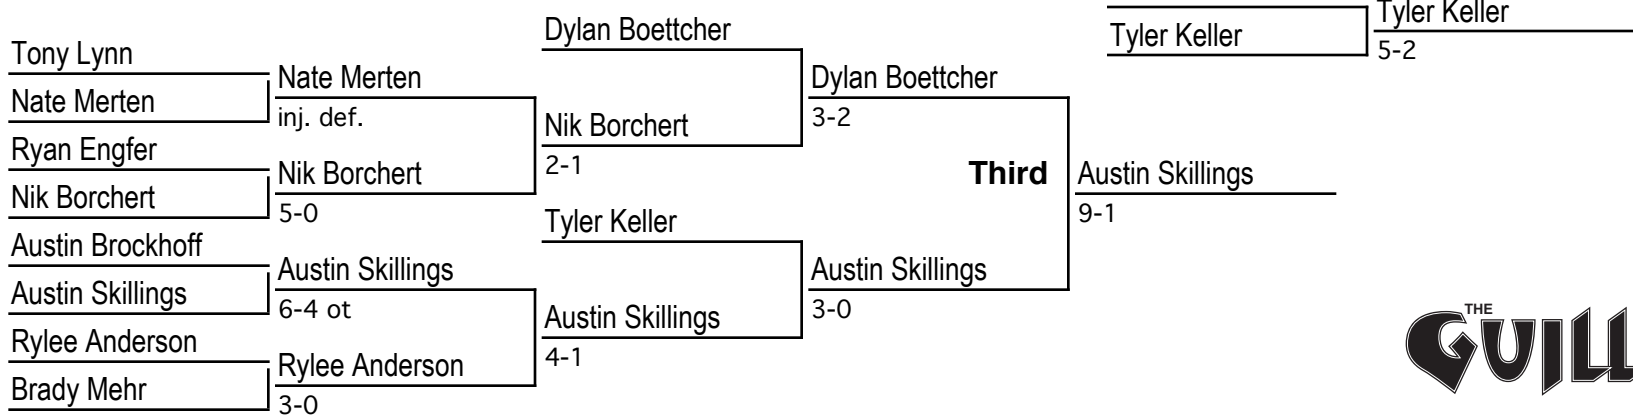 Tony Lynn
Nate Merten
Ryan Engfer
Nik Borchert
Austin Brockhoff
Austin Skillings
Rylee Anderson
Brady Mehr
Nate Merten
inj. def.
Nik Borchert
5-0
Austin Skillings
6-4 ot
Rylee Anderson
3-0
Dylan Boettcher
Nik Borchert
2-1
Tyler Keller
Austin Skillings
4-1
Dylan Boettcher
3-2
Austin Skillings
3-0
Third
Austin Skillings
9-1
Tyler Keller
Tyler Keller
5-2
THE
GUILL